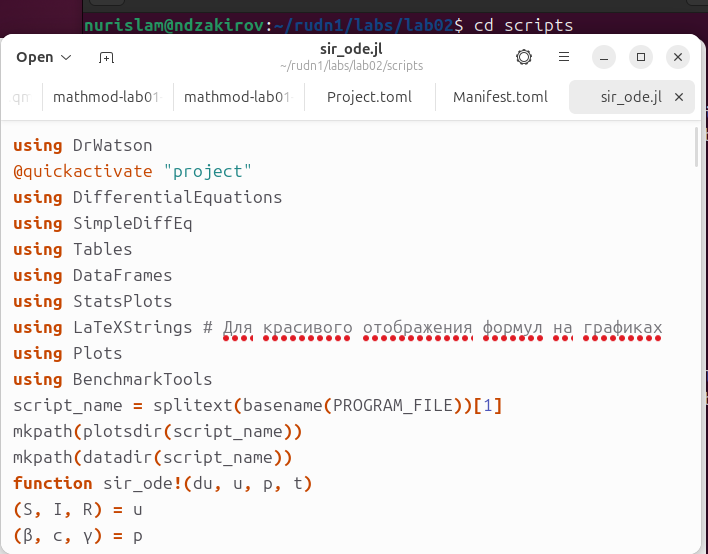 nurislam@ndzakirov:~/rudn1/labs/lab02$ cd scripts
Open
sir_ode.jl
~/rudn1/labs/lab02/scripts
mathmod-lab01-
mathmod-lab01-
Project.toml
Manifest.toml
sir_ode.jl
using DrWatson
@quickactivate "project"
using DifferentialEquations
using SimpleDiffEq
using Tables
using DataFrames
using StatsPlots
using LaTeXStrings # Для красивого отображения формул на графиках
using Plots
using BenchmarkTools
script_name = splitext(basename(PROGRAM_FILE))[1]
mkpath(plotsdir(script_name))
mkpath(datadir(script_name))
function sir_ode!(du, u, p, t)
(S, I, R) = u
(β, c, γ) = p